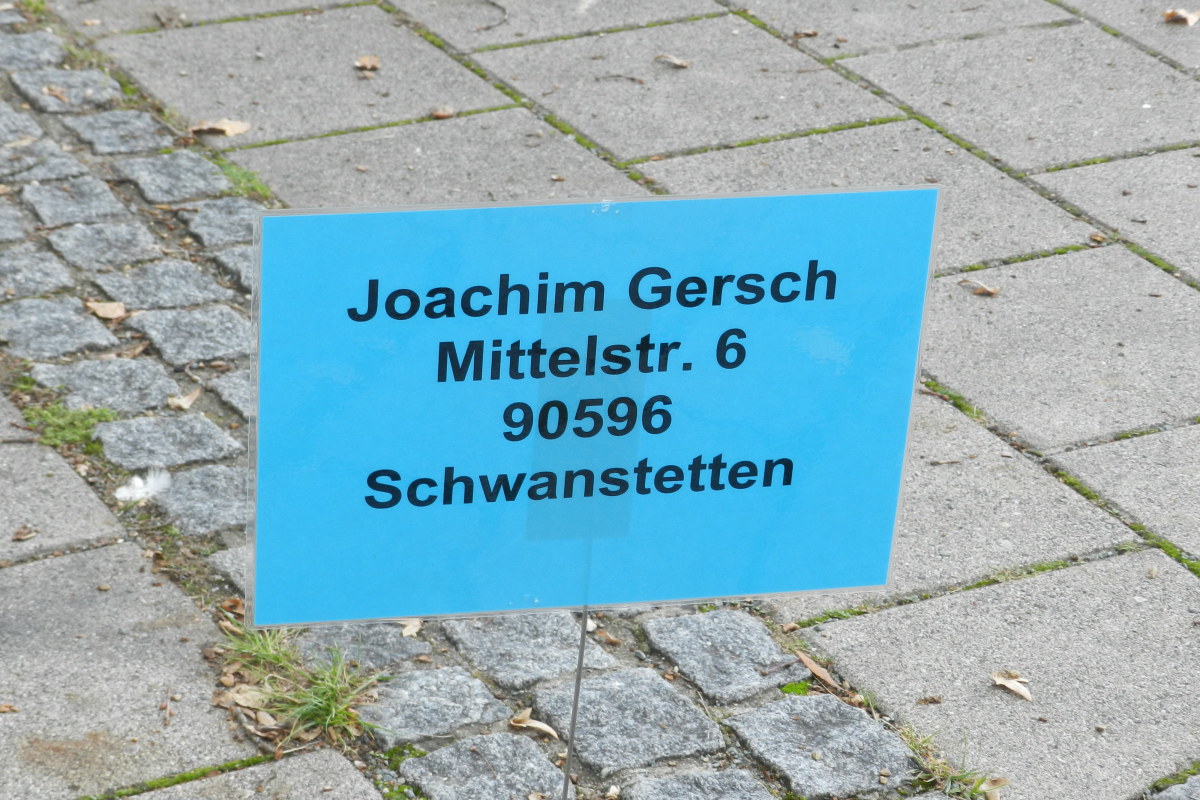 Joachim Gersch
Mittelstr. 6
90596
Schwanstetten